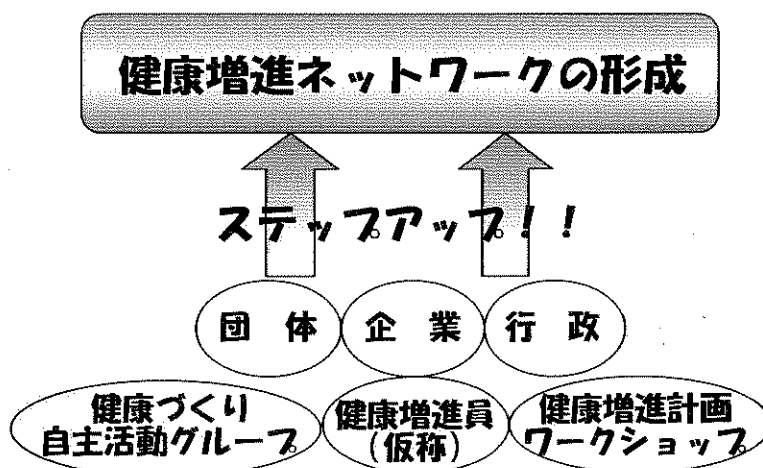 健康増進ネットワークの形成
ステップアップ!!
団 体
企 業
行 政
健康づくり
自主活動グループ
健康増進員
(仮称)
健康増進計画
ワークショップ